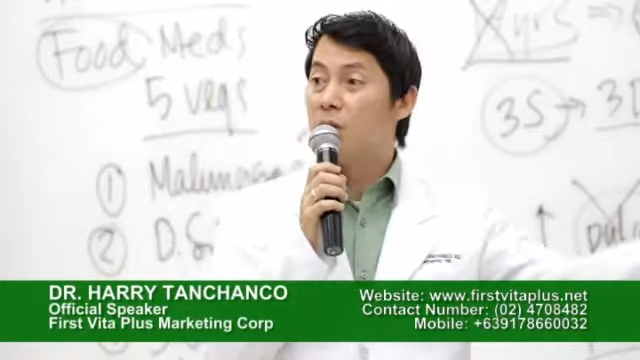 Food Meds
5 vegs
3S
①
②
D.S
DR. HARRY TANCHANCO
Official Speaker
First Vita Plus Marketing Corp
Website: www.firstvitaplus.net
Contact Number: (02) 4708482
Mobile: +639178660032